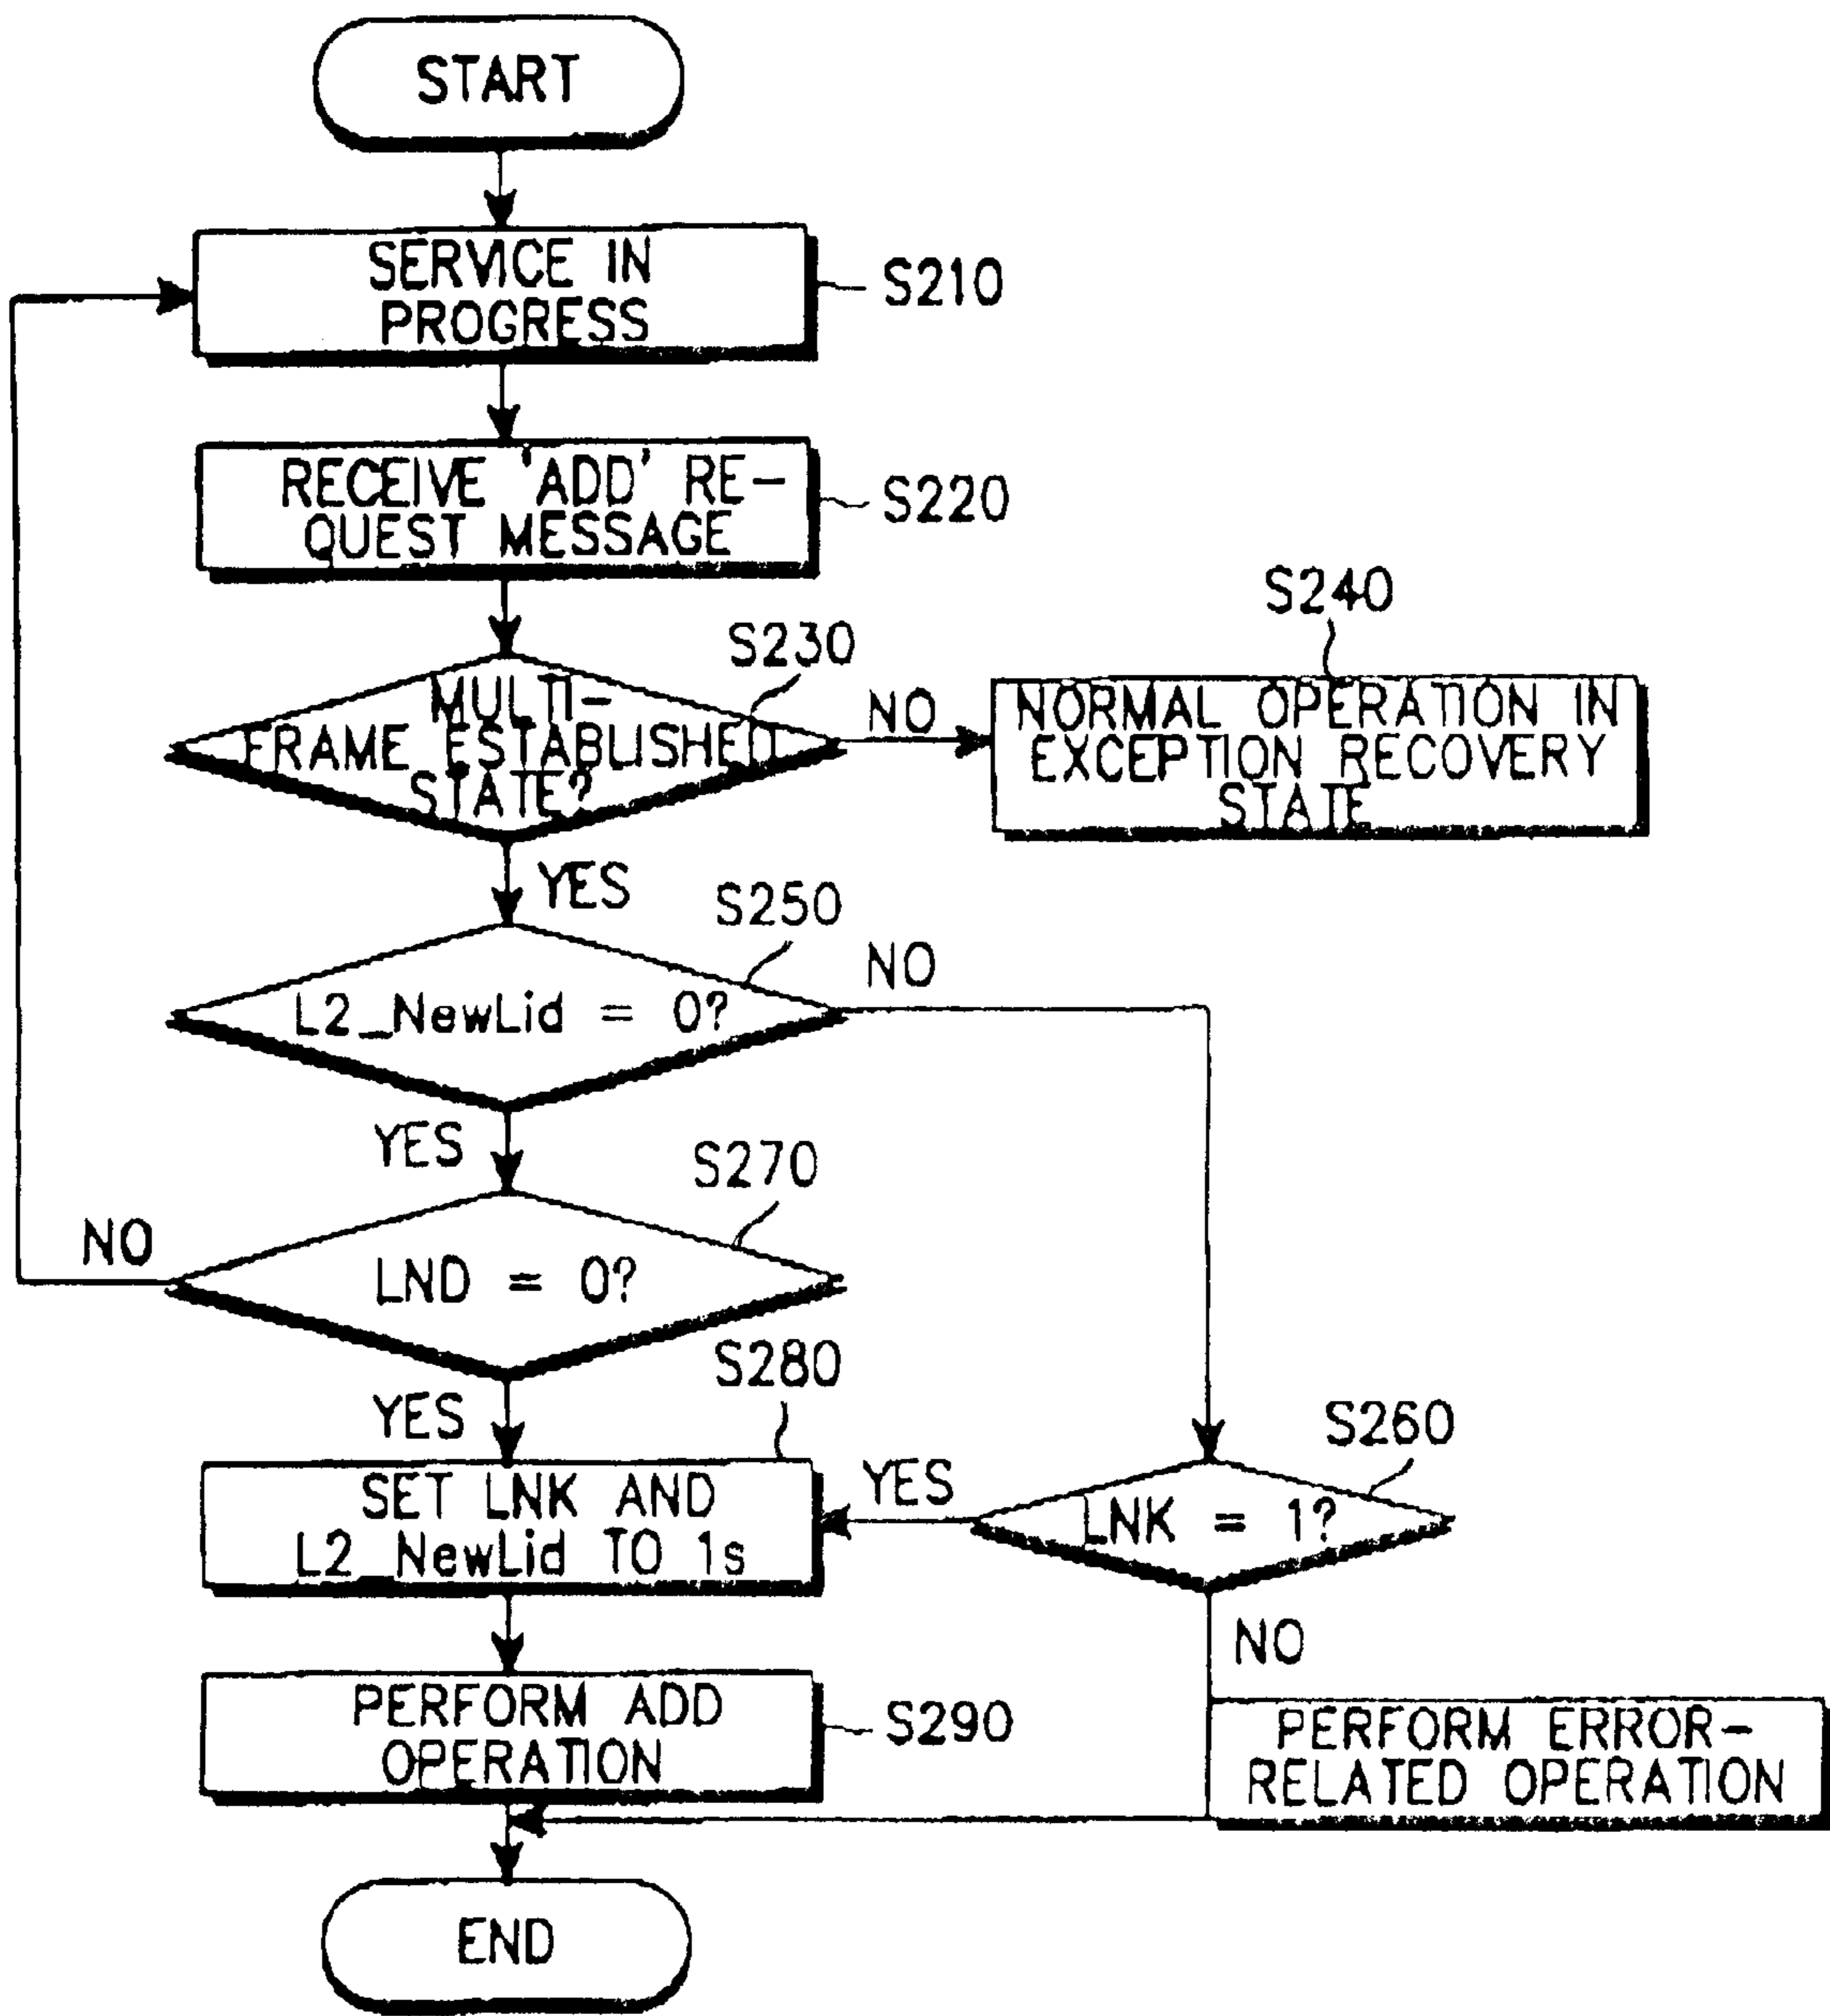 START
SERVICE IN
PROGRESS
S210
RECEIVE 'ADD' RE-
QUEST MESSAGE
S220
S230
MULTI-
FRAME ESTABLISHED
STATE?
NO
S240
NORMAL OPERATION IN
EXCEPTION RECOVERY
STATE
YES
S250
L2_NewLid = 0?
NO
YES
S270
LND = 0?
NO
YES
S280
SET LNK AND
L2_NewLid TO 1s
S260
LNK = 1?
YES
NO
PERFORM ADD
OPERATION
S290
PERFORM ERROR-
RELATED OPERATION
END